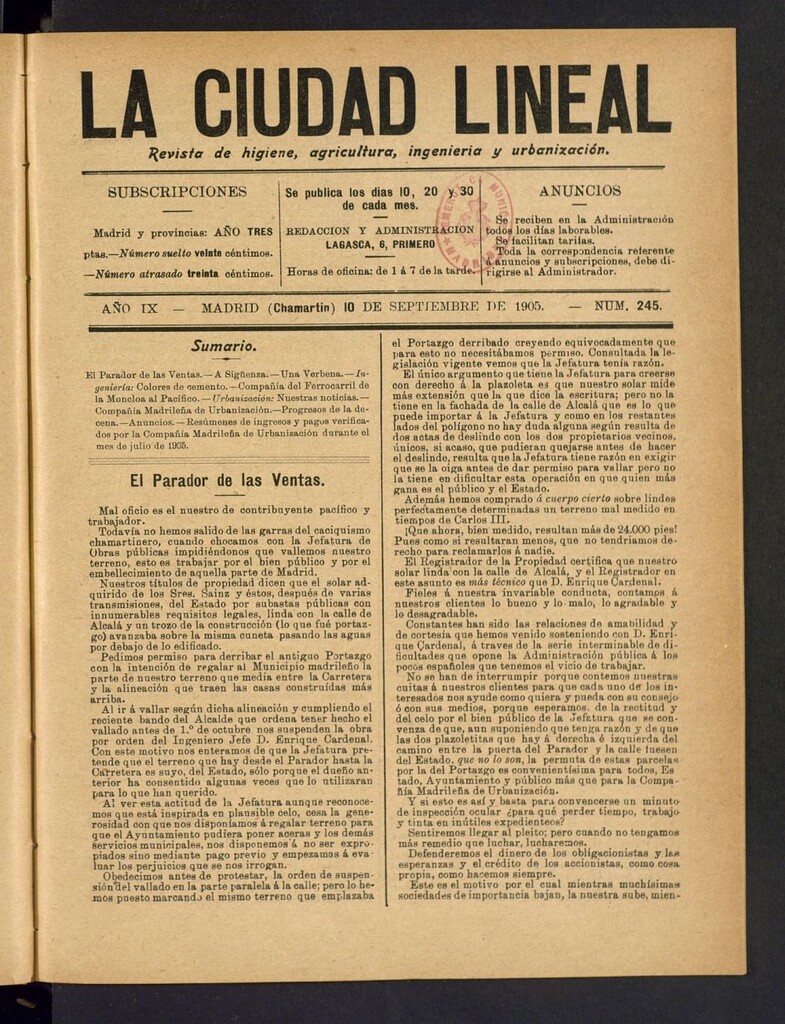 LA CIUDAD LINEAL
Revista de higiene, agricultura, ingeniería y urbanización.
SUBSCRIPCIONES
Madrid y provincias: AÑO TRES
ptas.—Número suelto veinte céntimos.
—Número atrasado treinta céntimos.
Se publica los días 10, 20 y 30
de cada mes.
REDACCION Y ADMINISTRACION
LAGASCA, 6, PRIMERO
Horas de oficina: de 1 á 7 de la tarde.
ANUNCIOS
Se reciben en la Administración
todos los días laborables.
Se facilitan tarifas.
Toda la correspondencia referente
á anuncios y subscripciones, debe di-
rigirse al Administrador.
AÑO IX — MADRID (Chamartin) 10 DE SEPTIEMBRE DE 1905. — NUM. 245.
Sumario.
El Parador de las Ventas.—A Sigüenza.—Una Verbena.—In-
geniería: Colores de cemento.—Compañía del Ferrocarril de
la Moncloa al Pacífico.—Urbanización: Nuestras noticias.—
Compañía Madrileña de Urbanización.—Progresos de la de-
cena.—Anuncios.—Resúmenes de ingresos y pagos verifica-
dos por la Compañía Madrileña de Urbanización durante el
mes de julio de 1905.
El Parador de las Ventas.
Mal oficio es el nuestro de contribuyente pacífico y
trabajador.
Todavía no hemos salido de las garras del caciquismo
chamartinero, cuando chocamos con la Jefatura de
Obras públicas impidiéndonos que vallemos nuestro
terreno, esto es trabajar por el bien público y por el
embellecimiento de aquella parte de Madrid.
Nuestros títulos de propiedad dicen que el solar ad-
quirido de los Sres. Sainz y éstos, después de varias
transmisiones, del Estado por subastas públicas con
innumerables requisitos legales, linda con la calle de
Alcalá y un trozo de la construcción (lo que fué portaz-
go) avanzaba sobre la misma cuneta pasando las aguas
por debajo de lo edificado.
Pedimos permiso para derribar el antiguo Portazgo
con la intención de regalar al Municipio madrileño la
parte de nuestro terreno que media entre la Carretera
y la alineación que traen las casas construídas más
arriba.
Al ir á vallar según dicha alineación y cumpliendo el
reciente bando del Alcalde que ordena tener hecho el
vallado antes de 1.º de octubre nos suspenden la obra
por orden del Ingeniero Jefe D. Enrique Cardenal.
Con este motivo nos enteramos de que la Jefatura pre-
tende que el terreno que hay desde el Parador hasta la
Carretera es suyo, del Estado, sólo porque el dueño an-
terior ha consentido algunas veces que lo utilizaran
para lo que han querido.
Al ver esta actitud de la Jefatura aunque reconoce-
mos que está inspirada en plausible celo, cesa la gene-
rosidad con que nos disponíamos á regalar terreno para
que el Ayuntamiento pudiera poner aceras y los demás
servicios municipales, nos disponemos á no ser expro-
piados sino mediante pago previo y empezamos á eva-
luar los perjuicios que se nos irrogan.
Obedecimos antes de protestar, la orden de suspen-
sión del vallado en la parte paralela á la calle; pero lo he-
mos puesto marcando el mismo terreno que emplazaba
el Portazgo derribado creyendo equivocadamente que
para esto no necesitábamos permiso. Consultada la le-
gislación vigente vemos que la Jefatura tenía razón.
El único argumento que tiene la Jefatura para creerse
con derecho á la plazoleta es que nuestro solar mide
más extensión que la que dice la escritura; pero no la
tiene en la fachada de la calle de Alcalá que es lo que
puede importar á la Jefatura y como en los restantes
lados del polígono no hay duda alguna según resulta de
dos actas de deslindo con los dos propietarios vecinos,
únicos, si acaso, que pudieran quejarse antes de hacer
el deslinde, resulta que la Jefatura tiene razón en exigir
que se la oiga antes de dar permiso para vallar pero no
la tiene en dificultar esta operación en que quien más
gana es el público y el Estado.
Además hemos comprado á cuerpo cierto sobre lindes
perfectamente determinadas un terreno mal medido en
tiempos de Carlos III.
¡Que ahora, bien medido, resultan más de 24.000 pies!
Pues como si resultaran menos, que no tendríamos de-
recho para reclamarlos á nadie.
El Registrador de la Propiedad certifica que nuestro
solar linda con la calle de Alcalá, y el Registrador en
este asunto es más técnico que D. Enrique Cardenal.
Fieles á nuestra invariable conducta, contamos á
nuestros clientes lo bueno y lo malo, lo agradable y
lo desagradable.
Constantes han sido las relaciones de amabilidad y
de cortesía que hemos venido sosteniendo con D. Enri-
que Cardenal, á traves de la serie interminable de di-
ficultades que opone la Administración pública á los
pocos españoles que tenemos el vicio de trabajar.
No se han de interrumpir porque contemos nuestras
cuitas á nuestros clientes para que cada uno de los in-
teresados nos ayude como quiera y pueda con su consejo
ó con sus medios, porque esperamos, de la rectitud y
del celo por el bien público de la Jefatura que se con-
venza de que, aun suponiendo que tenga razón y de que
las dos plazoletitas que hay á derecha é izquierda del
camino entre la puerta del Parador y la calle fuesen
del Estado, que no lo son, la permuta de estas parcelas
por la del Portazgo es convenientísima para todos, Es
tado, Ayuntamiento y público más que para la Compa-
ñía Madrileña de Urbanización.
Y si esto es así y basta para convencerse un minuto
de inspección ocular ¿para qué perder tiempo, trabajo
y tinta en inútiles expedienteos?
Sentiremos llegar al pleito; pero cuando no tengamos
más remedio que luchar, lucharemos.
Defenderemos el dinero de los obligacionistas y las
esperanzas y el crédito de los accionistas, como cosa
propia, como hacemos siempre.
Este es el motivo por el cual mientras muchísimas
sociedades de importancia bajan, la nuestra sube, mien-